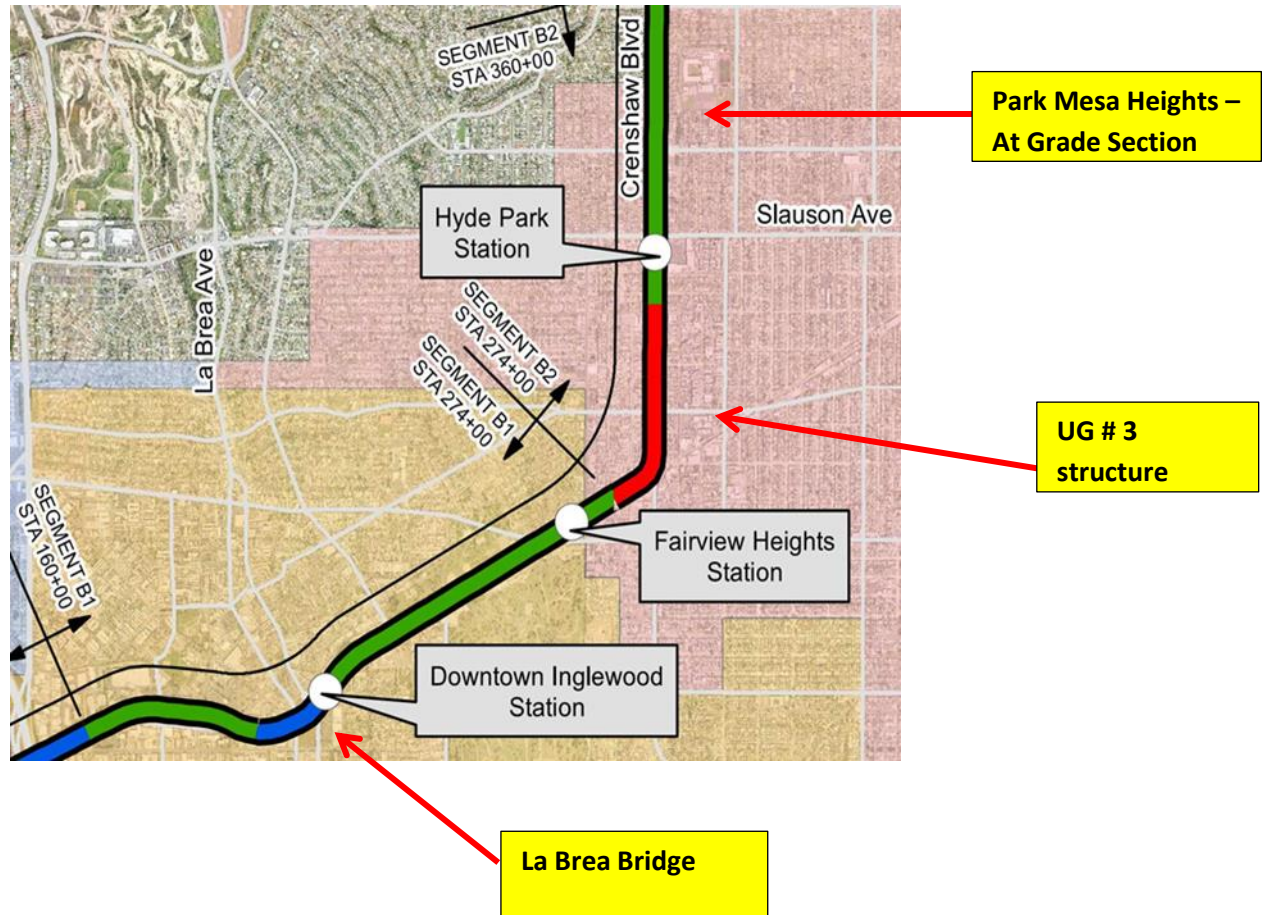 SEGMENT B2
STA 360+00
Crenshaw Blvd
Park Mesa Heights –
At Grade Section
Hyde Park
Station
Slauson Ave
La Brea Ave
SEGMENT B2
STA 274+00
SEGMENT B1
STA 274+00
UG # 3
structure
SEGMENT B1
STA 160+00
Fairview Heights
Station
Downtown Inglewood
Station
La Brea Bridge